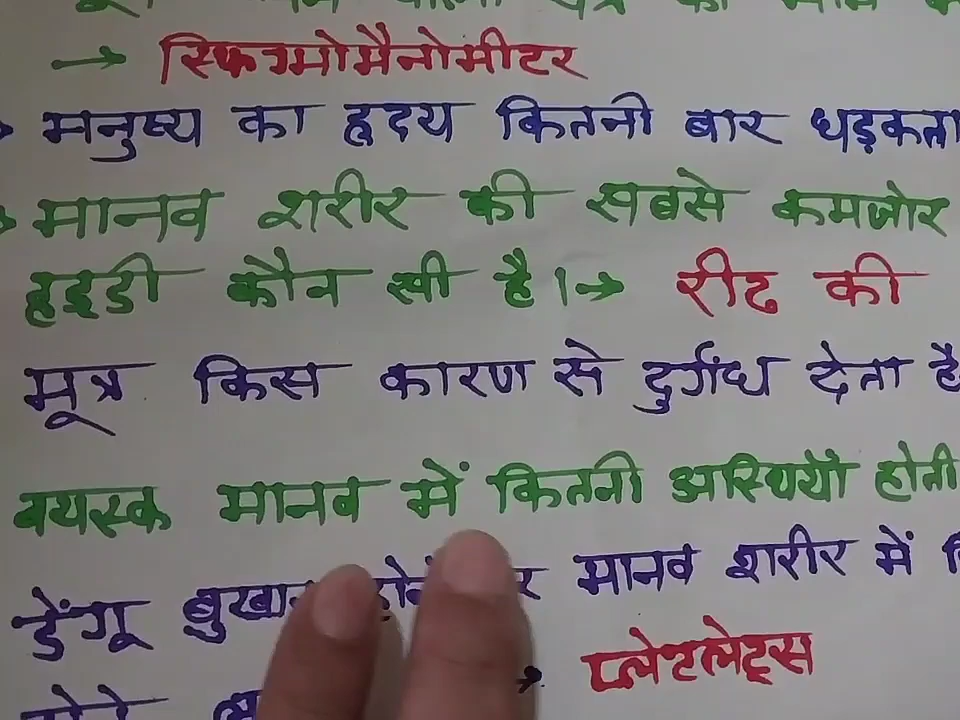 → स्फिग्मोमैनोमीटर
मनुष्य का हृदय कितनी बार धड़कता
मानव शरीर की सबसे कमजोर
हड्डी कौन सी है।→ रीढ की
मूत्र किस कारण से दुर्गंध देता है
वयस्क मानव में कितनी अस्थियाँ होती
डेंगू मानव शरीर में
→ प्लेटलेट्स